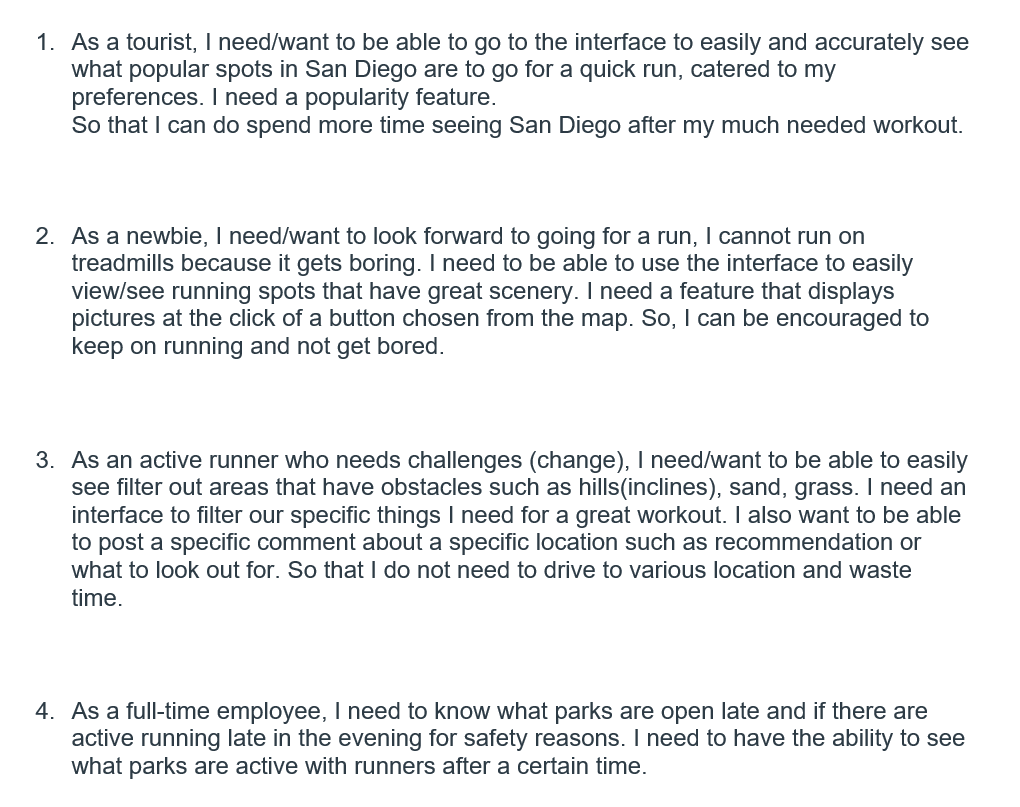 1. As a tourist, I need/want to be able to go to the interface to easily and accurately see
what popular spots in San Diego are to go for a quick run, catered to my
preferences. I need a popularity feature.
So that I can do spend more time seeing San Diego after my much needed workout.
2. As a newbie, I need/want to look forward to going for a run, I cannot run on
treadmills because it gets boring. I need to be able to use the interface to easily
view/see running spots that have great scenery. I need a feature that displays
pictures at the click of a button chosen from the map. So, I can be encouraged to
keep on running and not get bored.
3. As an active runner who needs challenges (change), I need/want to be able to easily
see filter out areas that have obstacles such as hills(inclines), sand, grass. I need an
interface to filter our specific things I need for a great workout. I also want to be able
to post a specific comment about a specific location such as recommendation or
what to look out for. So that I do not need to drive to various location and waste
time.
4. As a full-time employee, I need to know what parks are open late and if there are
active running late in the evening for safety reasons. I need to have the ability to see
what parks are active with runners after a certain time.